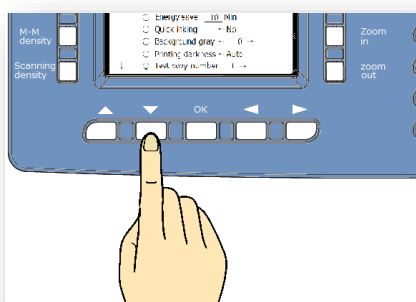 Energy save 10 Min
Quick inking ← No
Background gray ← 0 →
Printing darkness ← Auto
↓ Test copy number 1 →
M-M
density
Scanning
density
Zoom
in
zoom
out
OK